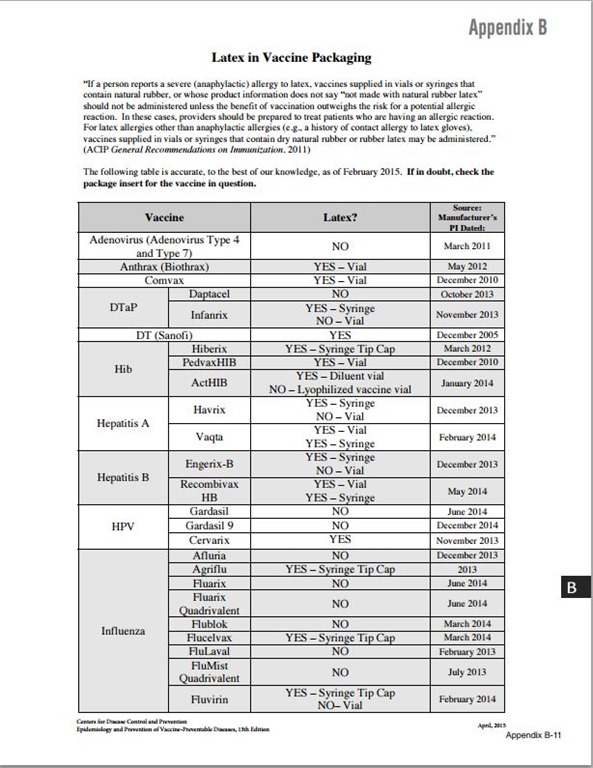 Appendix B
Latex in Vaccine Packaging
“If a person reports a severe (anaphylactic) allergy to latex, vaccines supplied in vials or syringes that
contain natural rubber, or whose product information does not say “not made with natural rubber latex”
should not be administered unless the benefit of vaccination outweighs the risk for a potential allergic
reaction. In these cases, providers should be prepared to treat patients who are having an allergic reaction.
For latex allergies other than anaphylactic allergies (e.g., a history of contact allergy to latex gloves),
vaccines supplied in vials or syringes that contain dry natural rubber or rubber latex may be administered.”
(ACIP General Recommendations on Immunization. 2011)
The following table is accurate, to the best of our knowledge, as of February 2015. If in doubt, check the
package insert for the vaccine in question.
Vaccine Latex? Source:
Manufacturer’s
PI Dated:
Adenovirus (Adenovirus Type 4
and Type 7) NO March 2011
Anthrax (Biothrax) YES – Vial May 2012
Comvax YES – Vial December 2010
DTaP
Daptacel NO October 2013
Infanrix YES – Syringe
NO – Vial November 2013
DT (Sanofi) YES December 2005
Hib
Hiberix YES – Syringe Tip Cap March 2012
PedvaxHIB YES – Vial December 2010
ActHIB YES – Diluent vial
NO – Lyophilized vaccine vial January 2014
Hepatitis A
Havrix YES – Syringe
NO – Vial December 2013
Vaqta YES – Vial
YES – Syringe February 2014
Hepatitis B
Engerix-B YES – Syringe
NO – Vial December 2013
Recombivax
HB YES – Vial
YES – Syringe May 2014
HPV
Gardasil NO June 2014
Gardasil 9 NO December 2014
Cervarix YES November 2013
Influenza
Afluria NO December 2013
Agriflu YES – Syringe Tip Cap 2013
Fluarix NO June 2014
Fluarix
Quadrivalent NO June 2014
Flublok NO March 2014
Flucelvax YES – Syringe Tip Cap March 2014
FluLaval NO February 2013
FluMist
Quadrivalent NO July 2013
Fluvirin YES – Syringe Tip Cap
NO– Vial February 2014
B
Centers for Disease Control and Prevention
Epidemiology and Prevention of Vaccine-Preventable Diseases, 13th Edition
April, 2015
Appendix B-11